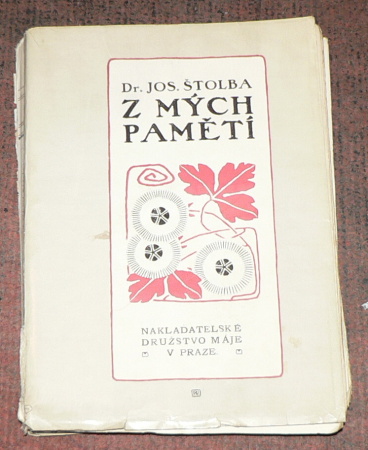 Dr. JOS. ŠTOLBA
Z MÝCH
PAMĚTÍ
NAKLADATELSKÉ
DRUŽSTVO MÁJE
V PRAZE.